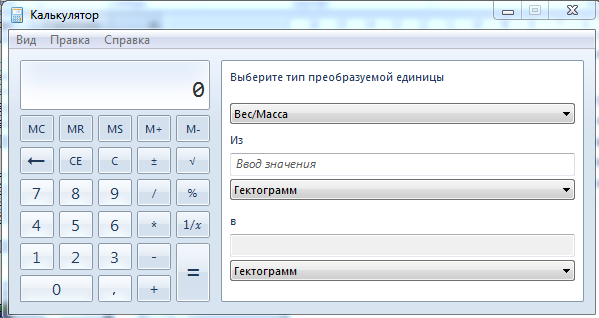 Калькулятор
Вид Правка Справка
0
MC MR MS M+ M-
← CE C ± √
7 8 9 / %
4 5 6 * 1/x
1 2 3 - =
0 , +
Выберите тип преобразуемой единицы
Вес/Масса
Из
Ввод значения
Гектограмм
в
Гектограмм